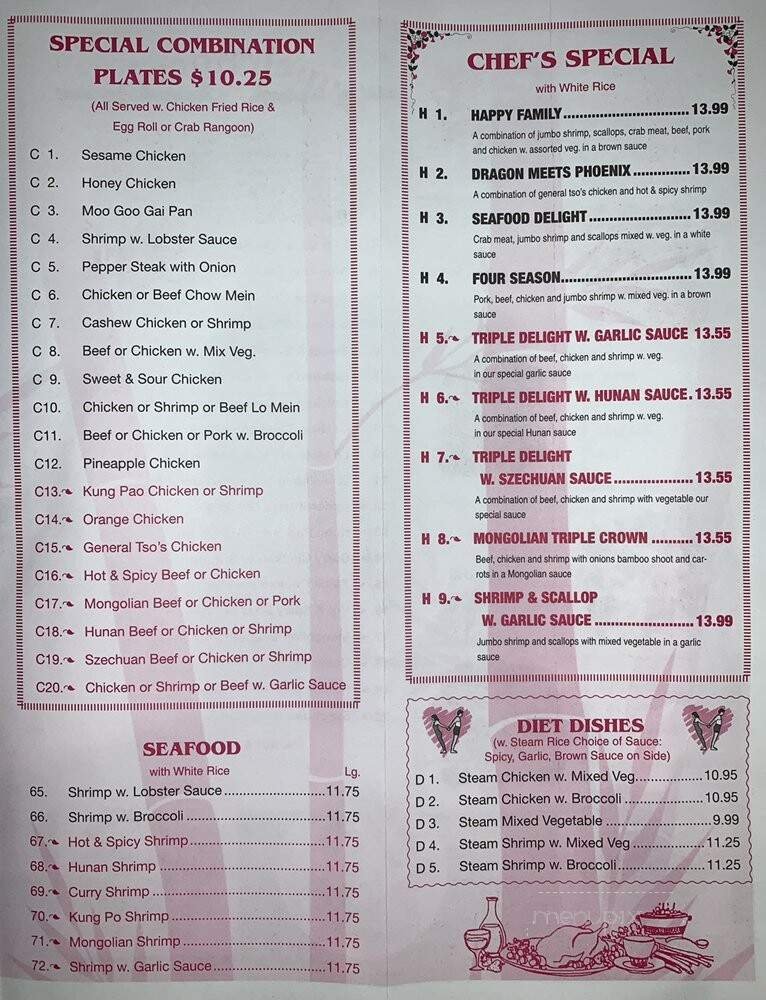 SPECIAL COMBINATION
PLATES $10.25
(All Served w. Chicken Fried Rice &
Egg Roll or Crab Rangoon)
C 1. Sesame Chicken
C 2. Honey Chicken
C 3. Moo Goo Gai Pan
C 4. Shrimp w. Lobster Sauce
C 5. Pepper Steak with Onion
C 6. Chicken or Beef Chow Mein
C 7. Cashew Chicken or Shrimp
C 8. Beef or Chicken w. Mix Veg.
C 9. Sweet & Sour Chicken
C10. Chicken or Shrimp or Beef Lo Mein
C11. Beef or Chicken or Pork w. Broccoli
C12. Pineapple Chicken
C13. Kung Pao Chicken or Shrimp
C14. Orange Chicken
C15. General Tso's Chicken
C16. Hot & Spicy Beef or Chicken
C17. Mongolian Beef or Chicken or Pork
C18. Hunan Beef or Chicken or Shrimp
C19. Szechuan Beef or Chicken or Shrimp
C20. Chicken or Shrimp or Beef w. Garlic Sauce
SEAFOOD
with White Rice Lg.
65. Shrimp w. Lobster Sauce ........................11.75
66. Shrimp w. Broccoli ..................................11.75
67. Hot & Spicy Shrimp................................11.75
68. Hunan Shrimp ........................................11.75
69. Curry Shrimp ..........................................11.75
70. Kung Po Shrimp .....................................11.75
71. Mongolian Shrimp ..................................11.75
72. Shrimp w. Garlic Sauce..........................11.75
CHEF'S SPECIAL
with White Rice
H 1. HAPPY FAMILY..............................13.99
A combination of jumbo shrimp, scallops, crab meat, beef, pork
and chicken w. assorted veg. in a brown sauce
H 2. DRAGON MEETS PHOENIX ..............13.99
A combination of general tso's chicken and hot & spicy shrimp
H 3. SEAFOOD DELIGHT.........................13.99
Crab meat, jumbo shrimp and scallops mixed w. veg. in a white
sauce
H 4. FOUR SEASON................................13.99
Pork, beef, chicken and jumbo shrimp w. mixed veg. in a brown
sauce
H 5. TRIPLE DELIGHT W. GARLIC SAUCE 13.55
A combination of beef, chicken and shrimp w. veg.
in our special garlic sauce
H 6. TRIPLE DELIGHT W. HUNAN SAUCE.13.55
A combination of beef, chicken and shrimp w. veg.
in our special Hunan sauce
H 7. TRIPLE DELIGHT
W. SZECHUAN SAUCE...................13.55
A combination of beef, chicken and shrimp with vegetable our
special sauce
H 8. MONGOLIAN TRIPLE CROWN ..........13.55
Beef, chicken and shrimp with onions bamboo shoot and car-
rots in a Mongolian sauce
H 9. SHRIMP & SCALLOP
W. GARLIC SAUCE ........................13.99
Jumbo shrimp and scallops with mixed vegetable in a garlic
sauce
DIET DISHES
(w. Steam Rice Choice of Sauce:
Spicy, Garlic, Brown Sauce on Side)
D 1. Steam Chicken w. Mixed Veg.................10.95
D 2. Steam Chicken w. Broccoli ...................10.95
D 3. Steam Mixed Vegetable ..........................9.99
D 4. Steam Shrimp w. Mixed Veg ..................11.25
D 5. Steam Shrimp w. Broccoli......................11.25